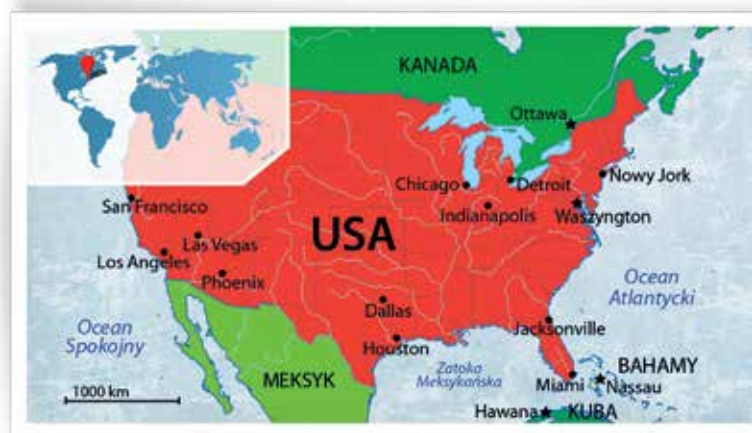 KANADA
Ottawa
Chicago
Detroit
Nowy Jork
San Francisco
Indianapolis
Waszyngton
USA
Las Vegas
Los Angeles
Phoenix
Ocean
Atlantycki
Dallas
Jacksonville
Ocean
Spokojny
Houston
Zatoka
Meksykańska
BAHAMY
MEKSYK
Miami
Nassau
1000 km
Hawana
KUBA